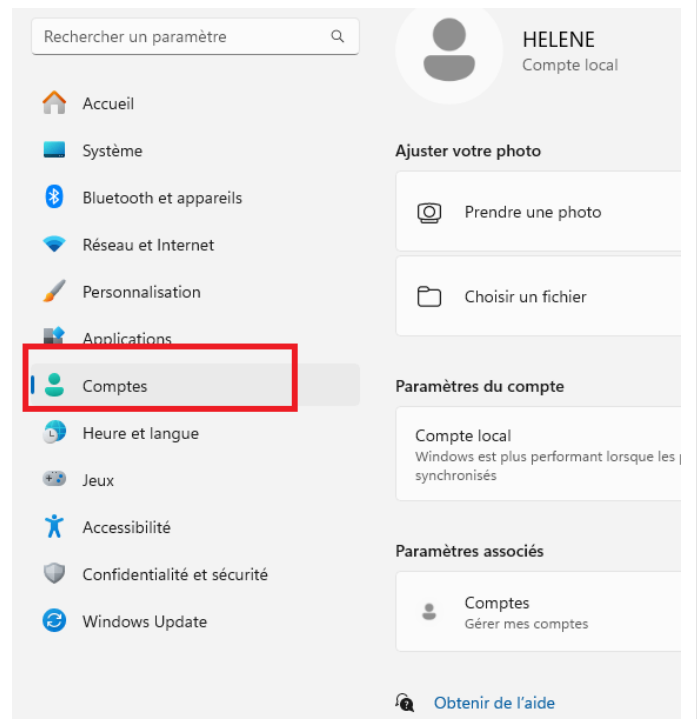 Rechercher un paramètre
Accueil
Système
Bluetooth et appareils
Réseau et Internet
Personnalisation
Applications
Comptes
Heure et langue
Jeux
Accessibilité
Confidentialité et sécurité
Windows Update
HELENE
Compte local
Ajuster votre photo
Prendre une photo
Choisir un fichier
Paramètres du compte
Compte local
Windows est plus performant lorsque les
synchronisés
Paramètres associés
Comptes
Gérer mes comptes
Obtenir de l'aide